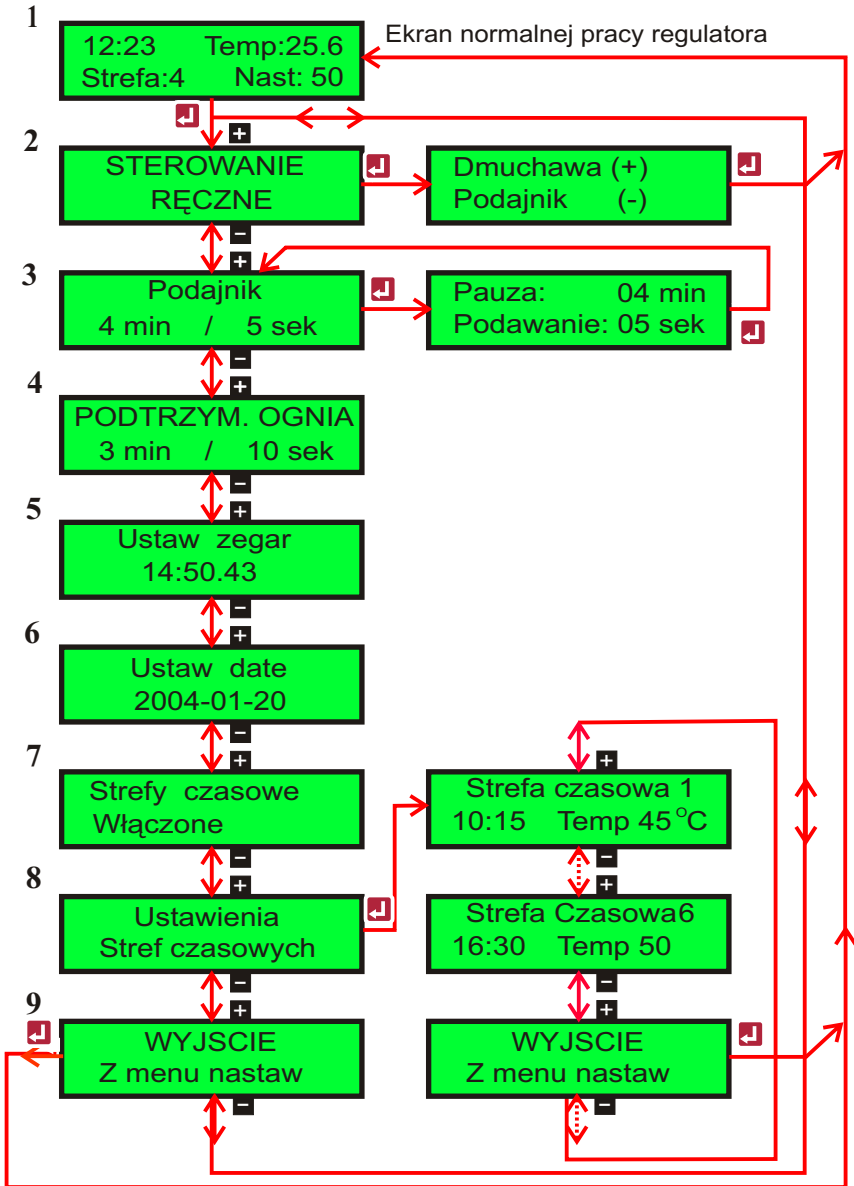 1
12:23 Temp:25.6
Strefa:4 Nast: 50
Ekran normalnej pracy regulatora
+
2
STEROWANIE
RĘCZNE
Dmuchawa (+)
Podajnik (-)
-
+
3
Podajnik
4 min / 5 sek
Pauza: 04 min
Podawanie: 05 sek
-
+
4
PODTRZYM. OGNIA
3 min / 10 sek
-
+
5
Ustaw zegar
14:50.43
-
+
6
Ustaw date
2004-01-20
-
+
7
Strefy czasowe
Włączone
+
Strefa czasowa 1
10:15 Temp 45°C
-
+
8
Ustawienia
Stref czasowych
-
+
Strefa Czasowa6
16:30 Temp 50
-
+
9
WYJSCIE
Z menu nastaw
-
-
+
WYJSCIE
Z menu nastaw
-